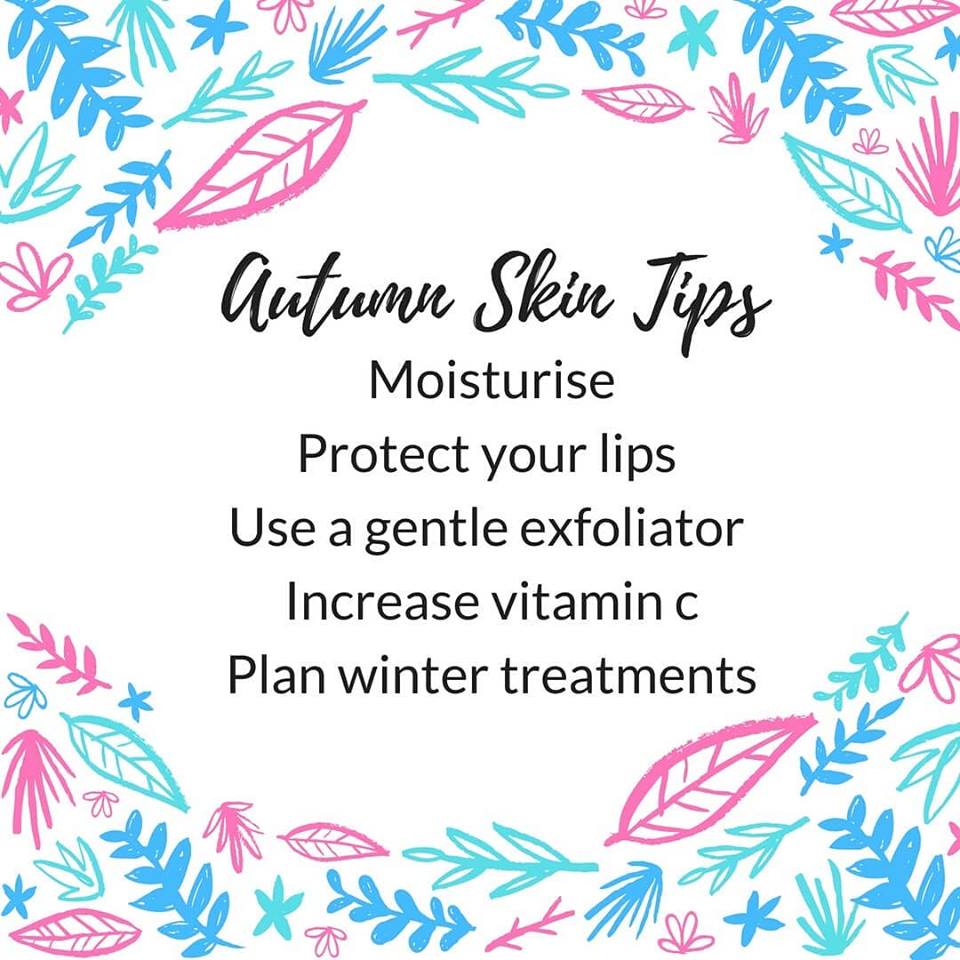 Autumn Skin Tips
Moisturise
Protect your lips
Use a gentle exfoliator
Increase vitamin c
Plan winter treatments